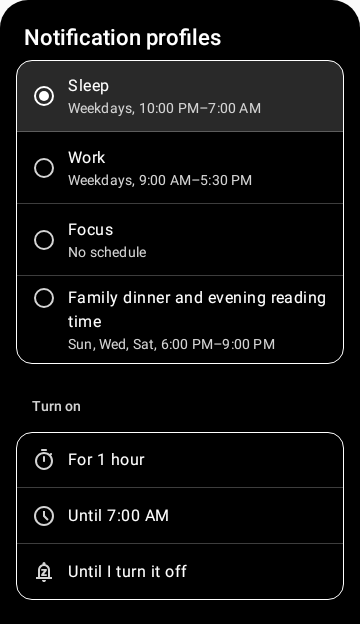 Notification profiles
Sleep
Weekdays, 10:00 PM–7:00 AM
Work
Weekdays, 9:00 AM–5:30 PM
Focus
No schedule
Family dinner and evening reading
time
Sun, Wed, Sat, 6:00 PM–9:00 PM
Turn on
For 1 hour
Until 7:00 AM
Until I turn it off